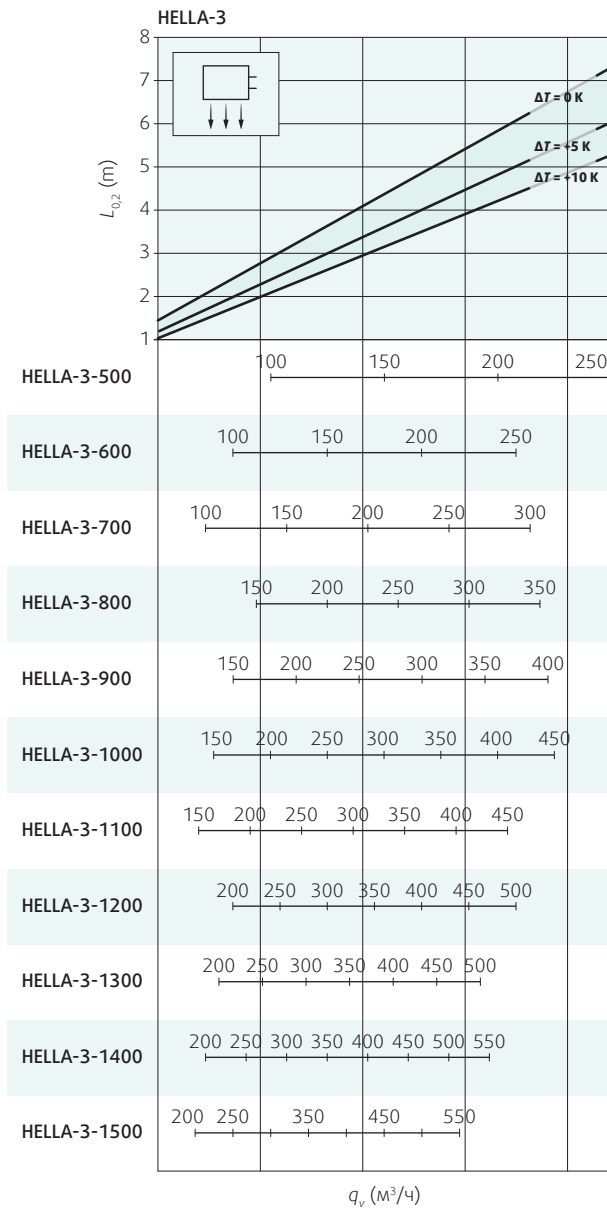 HELLA-3
8
7
6
5
4
3
2
1
L0,2 (m)
ΔT = 0 K
ΔT = +5 K
ΔT = +10 K
HELLA-3-500 100 150 200 250
HELLA-3-600 100 150 200 250
HELLA-3-700 100 150 200 250 300
HELLA-3-800 150 200 250 300 350
HELLA-3-900 150 200 250 300 350 400
HELLA-3-1000 150 200 250 300 350 400 450
HELLA-3-1100 150 200 250 300 350 400 450
HELLA-3-1200 200 250 300 350 400 450 500
HELLA-3-1300 200 250 300 350 400 450 500
HELLA-3-1400 200 250 300 350 400 450 500 550
HELLA-3-1500 200 250 350 450 550
qv (м³/ч)